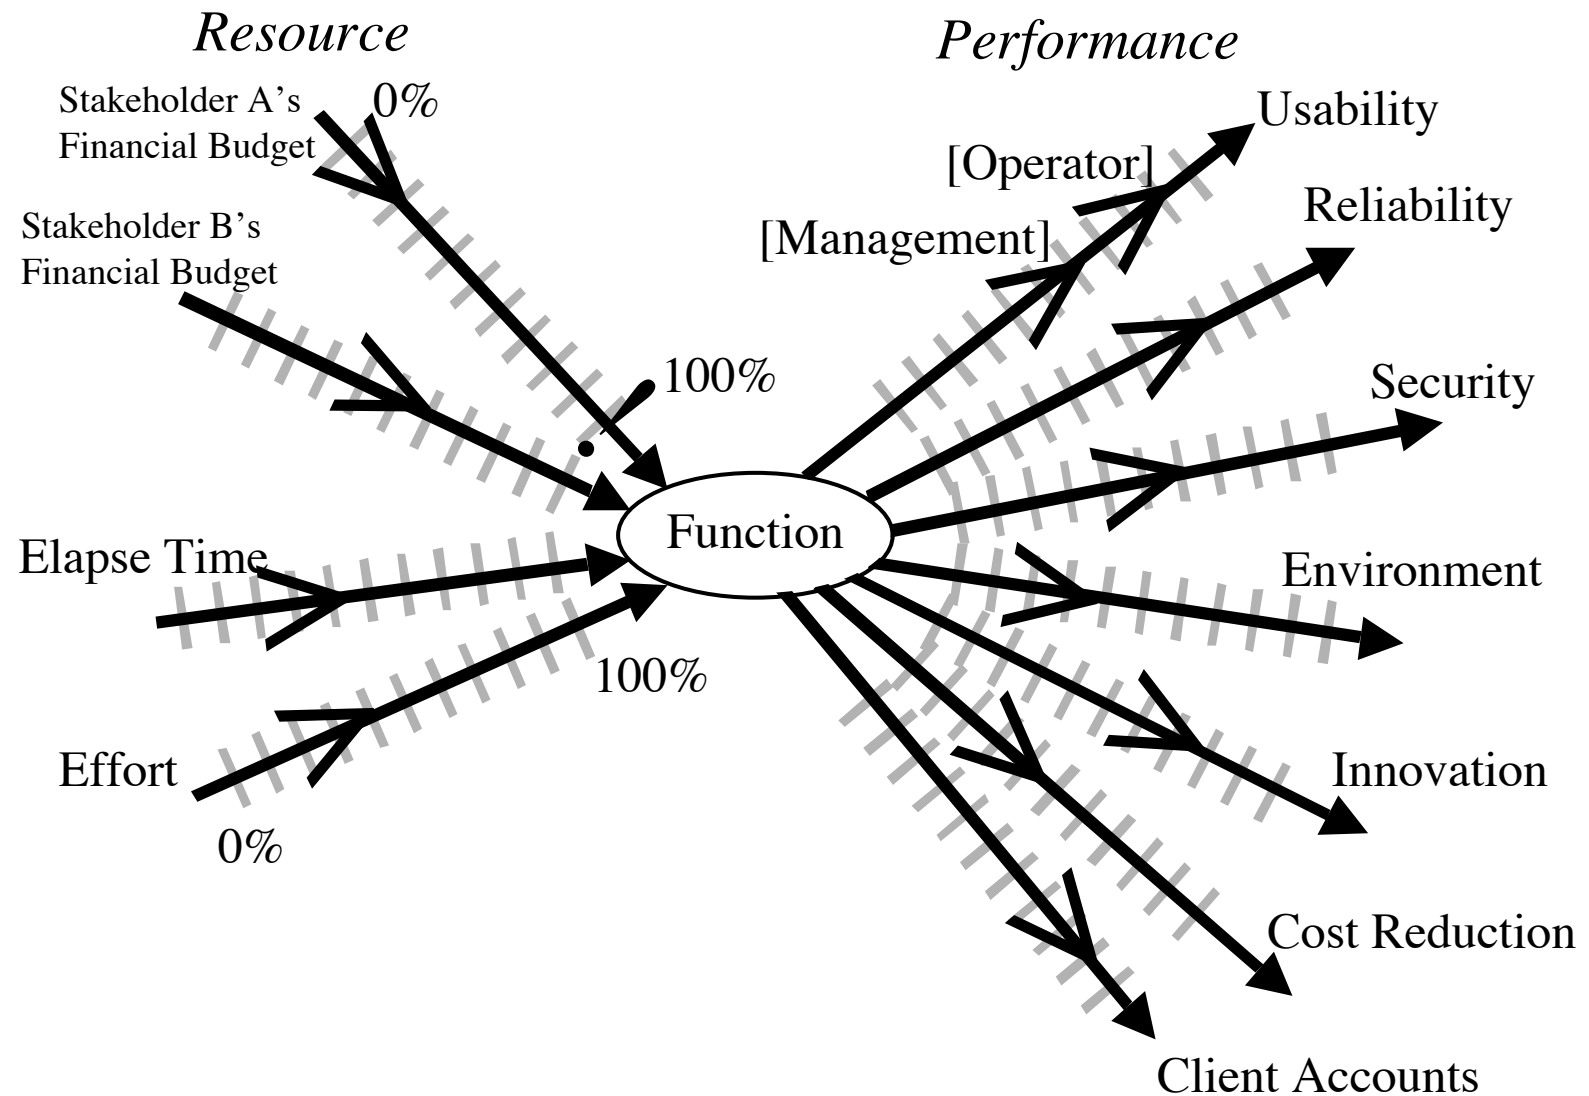 Resource
Performance
Stakeholder A's
Financial Budget
0%
Usability
[Operator]
Reliability
Stakeholder B's
Financial Budget
[Management]
100%
Security
Function
Elapse Time
Environment
100%
Effort
Innovation
0%
Cost Reduction
Client Accounts